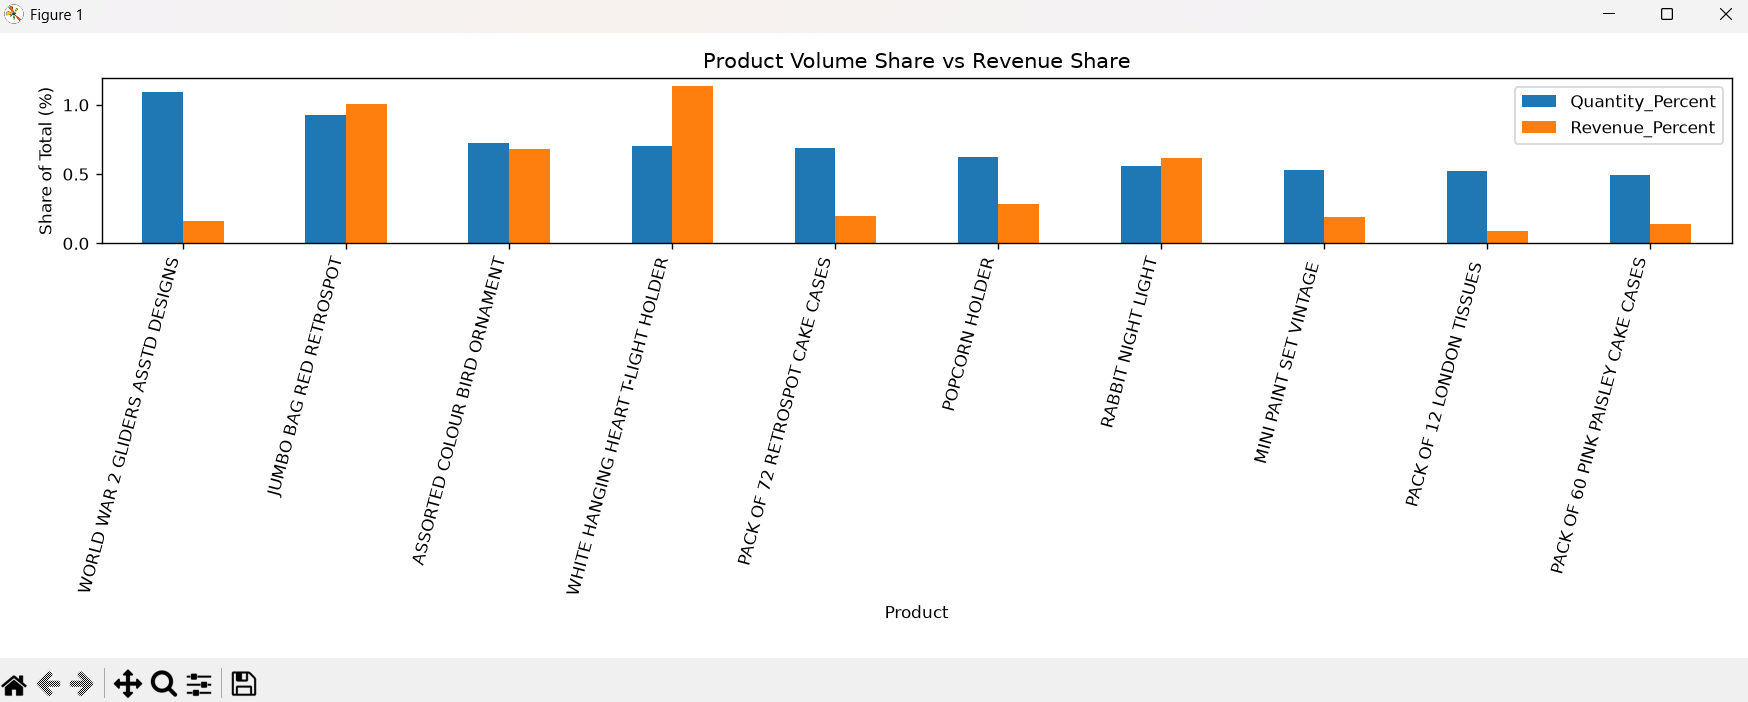 Figure 1
Product Volume Share vs Revenue Share
Share of Total (%)
1.0
0.5
0.0
Quantity_Percent
Revenue_Percent
WORLD WAR 2 GLIDERS ASSTD DESIGNS
JUMBO BAG RED RETROSPOT
ASSORTED COLOUR BIRD ORNAMENT
WHITE HANGING HEART T-LIGHT HOLDER
PACK OF 72 RETROSPOT CAKE CASES
POPCORN HOLDER
RABBIT NIGHT LIGHT
MINI PAINT SET VINTAGE
PACK OF 12 LONDON TISSUES
PACK OF 60 PINK PAISLEY CAKE CASES
Product